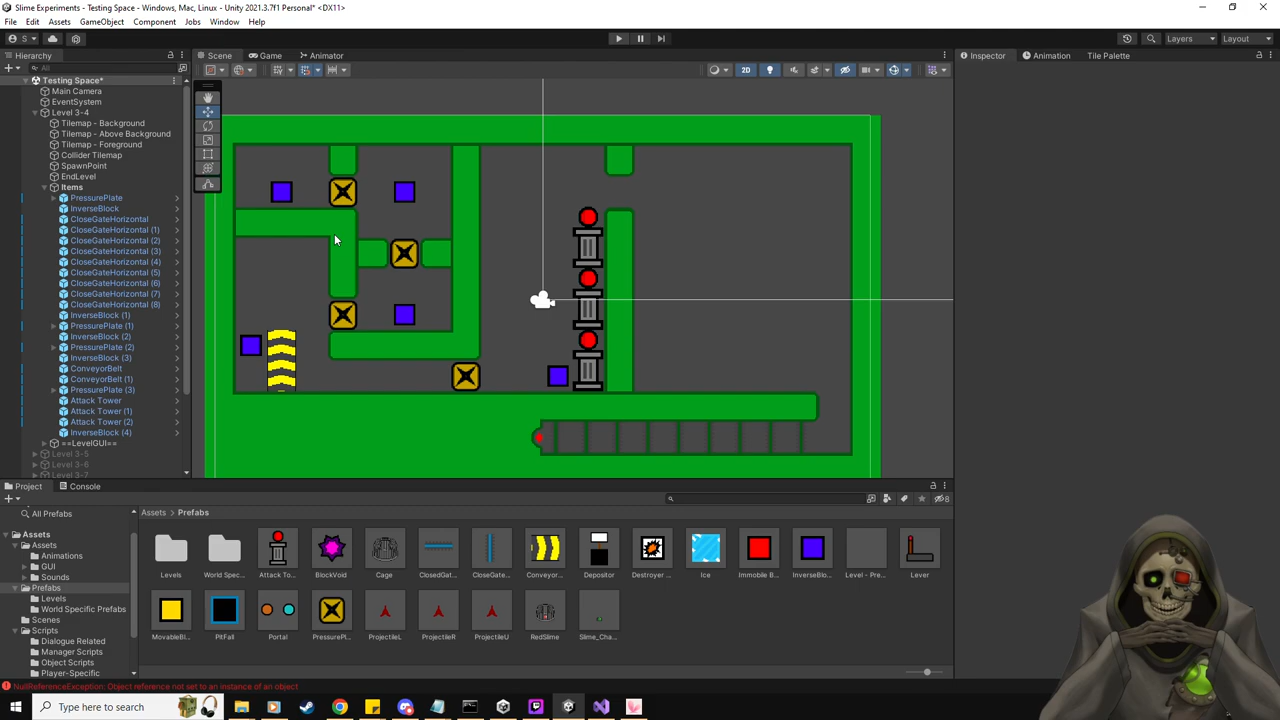 Slime Experiments - Testing Space - Windows, Mac, Linux - Unity 2021.3.7f1 Personal* <DX11>
File Edit Assets GameObject Component Jobs Window Help
S
Layers Layout
Hierarchy
Scene Game Animator
Inspector Animation Tile Palette
All
2D
Testing Space*
Main Camera
EventSystem
Level 3-4
Tilemap - Background
Tilemap - Above Background
Tilemap - Foreground
Collider Tilemap
SpawnPoint
EndLevel
Items
PressurePlate
InverseBlock
CloseGateHorizontal
CloseGateHorizontal (1)
CloseGateHorizontal (2)
CloseGateHorizontal (3)
CloseGateHorizontal (4)
CloseGateHorizontal (5)
CloseGateHorizontal (6)
CloseGateHorizontal (7)
CloseGateHorizontal (8)
InverseBlock (1)
PressurePlate (1)
InverseBlock (2)
PressurePlate (2)
InverseBlock (3)
ConveyorBelt
ConveyorBelt (1)
PressurePlate (3)
Attack Tower
Attack Tower (1)
Attack Tower (2)
InverseBlock (4)
==LevelGUI==
Level 3-5
Level 3-6
Level 3-7
Project Console
8
All Prefabs
Assets
Assets
Animations
GUI
Sounds
Prefabs
Levels
World Specific Prefabs
Scenes
Scripts
Dialogue Related
Manager Scripts
Object Scripts
Player-Specific
Assets > Prefabs
Levels World Spec... Attack To... BlockVoid Cage ClosedGat... CloseGate... Conveyor... Depositor Destroyer ... Ice Immobile B... InverseBlo... Level - Pre... Lever
MovableBl... PitFall Portal PressurePl... ProjectileL ProjectileR ProjectileU RedSlime Slime_Cha...
NullReferenceException: Object reference not set to an instance of an object
Type here to search